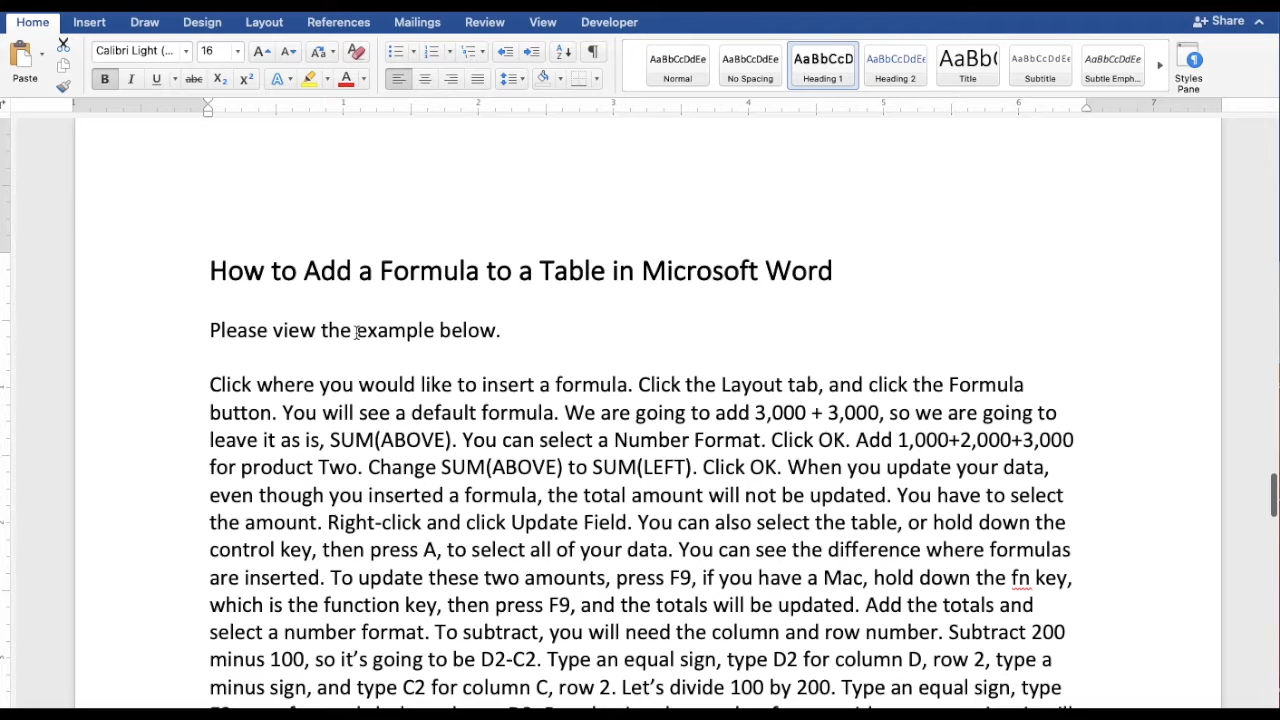 Home Insert Draw Design Layout References Mailings Review View Developer Share
Calibri Light (... 16
Paste
B I U abc X2 X2 A A
AaBbCcDdEe AaBbCcDdEe AaBbCcD AaBbCcDdEe AaBb( AaBbCcDdEe AaBbCcDdEe
Normal No Spacing Heading 1 Heading 2 Title Subtitle Subtle Emph... Styles Pane
1 1 2 3 4 5 6 7
How to Add a Formula to a Table in Microsoft Word
Please view the example below.
Click where you would like to insert a formula. Click the Layout tab, and click the Formula
button. You will see a default formula. We are going to add 3,000 + 3,000, so we are going to
leave it as is, SUM(ABOVE). You can select a Number Format. Click OK. Add 1,000+2,000+3,000
for product Two. Change SUM(ABOVE) to SUM(LEFT). Click OK. When you update your data,
even though you inserted a formula, the total amount will not be updated. You have to select
the amount. Right-click and click Update Field. You can also select the table, or hold down the
control key, then press A, to select all of your data. You can see the difference where formulas
are inserted. To update these two amounts, press F9, if you have a Mac, hold down the fn key,
which is the function key, then press F9, and the totals will be updated. Add the totals and
select a number format. To subtract, you will need the column and row number. Subtract 200
minus 100, so it's going to be D2-C2. Type an equal sign, type D2 for column D, row 2, type a
minus sign, and type C2 for column C, row 2. Let's divide 100 by 200. Type an equal sign, type